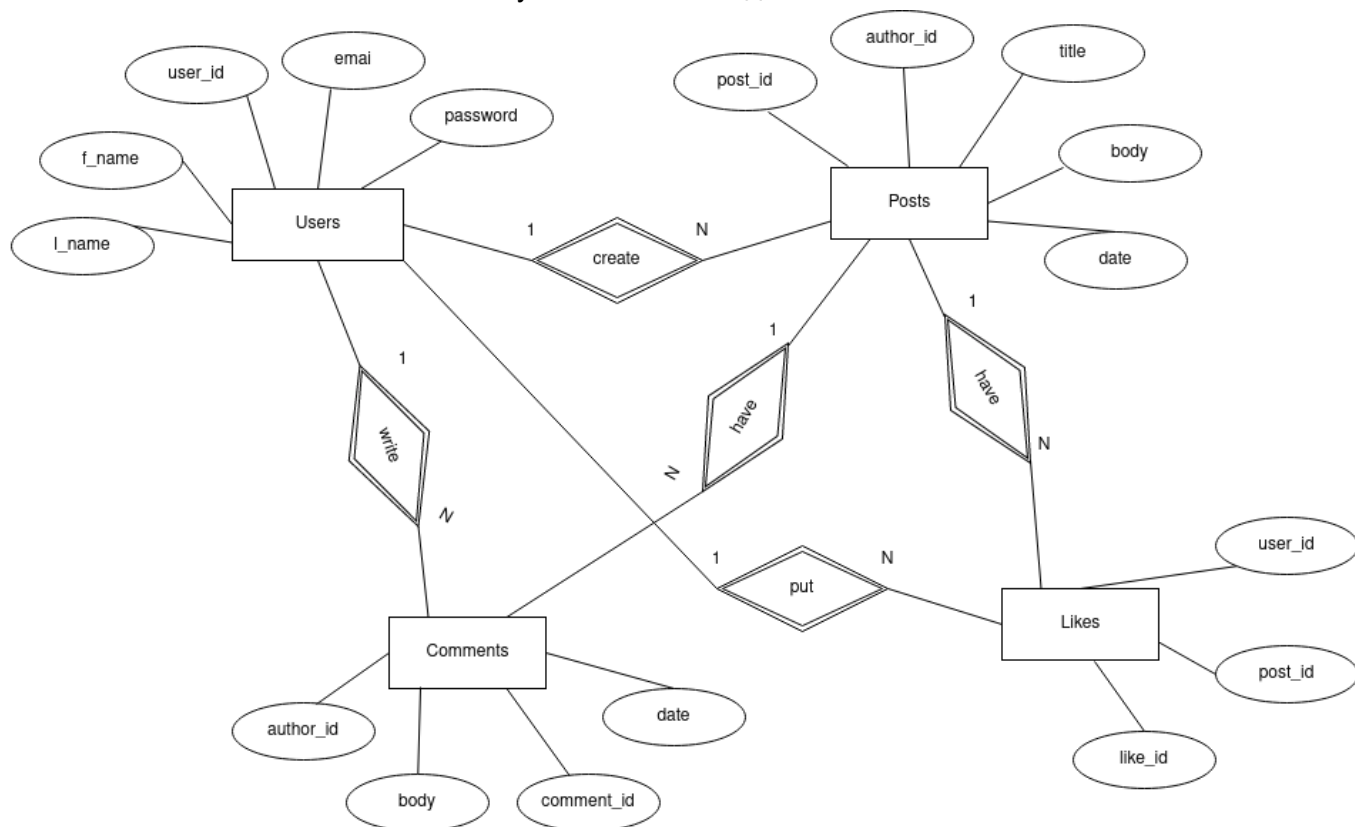 author_id
title
emai
user_id
post_id
password
body
f_name
Users
Posts
l_name
1
N
create
date
1
1
1
have
have
write
N
N
N
user_id
1
N
put
Likes
Comments
post_id
date
author_id
like_id
body
comment_id